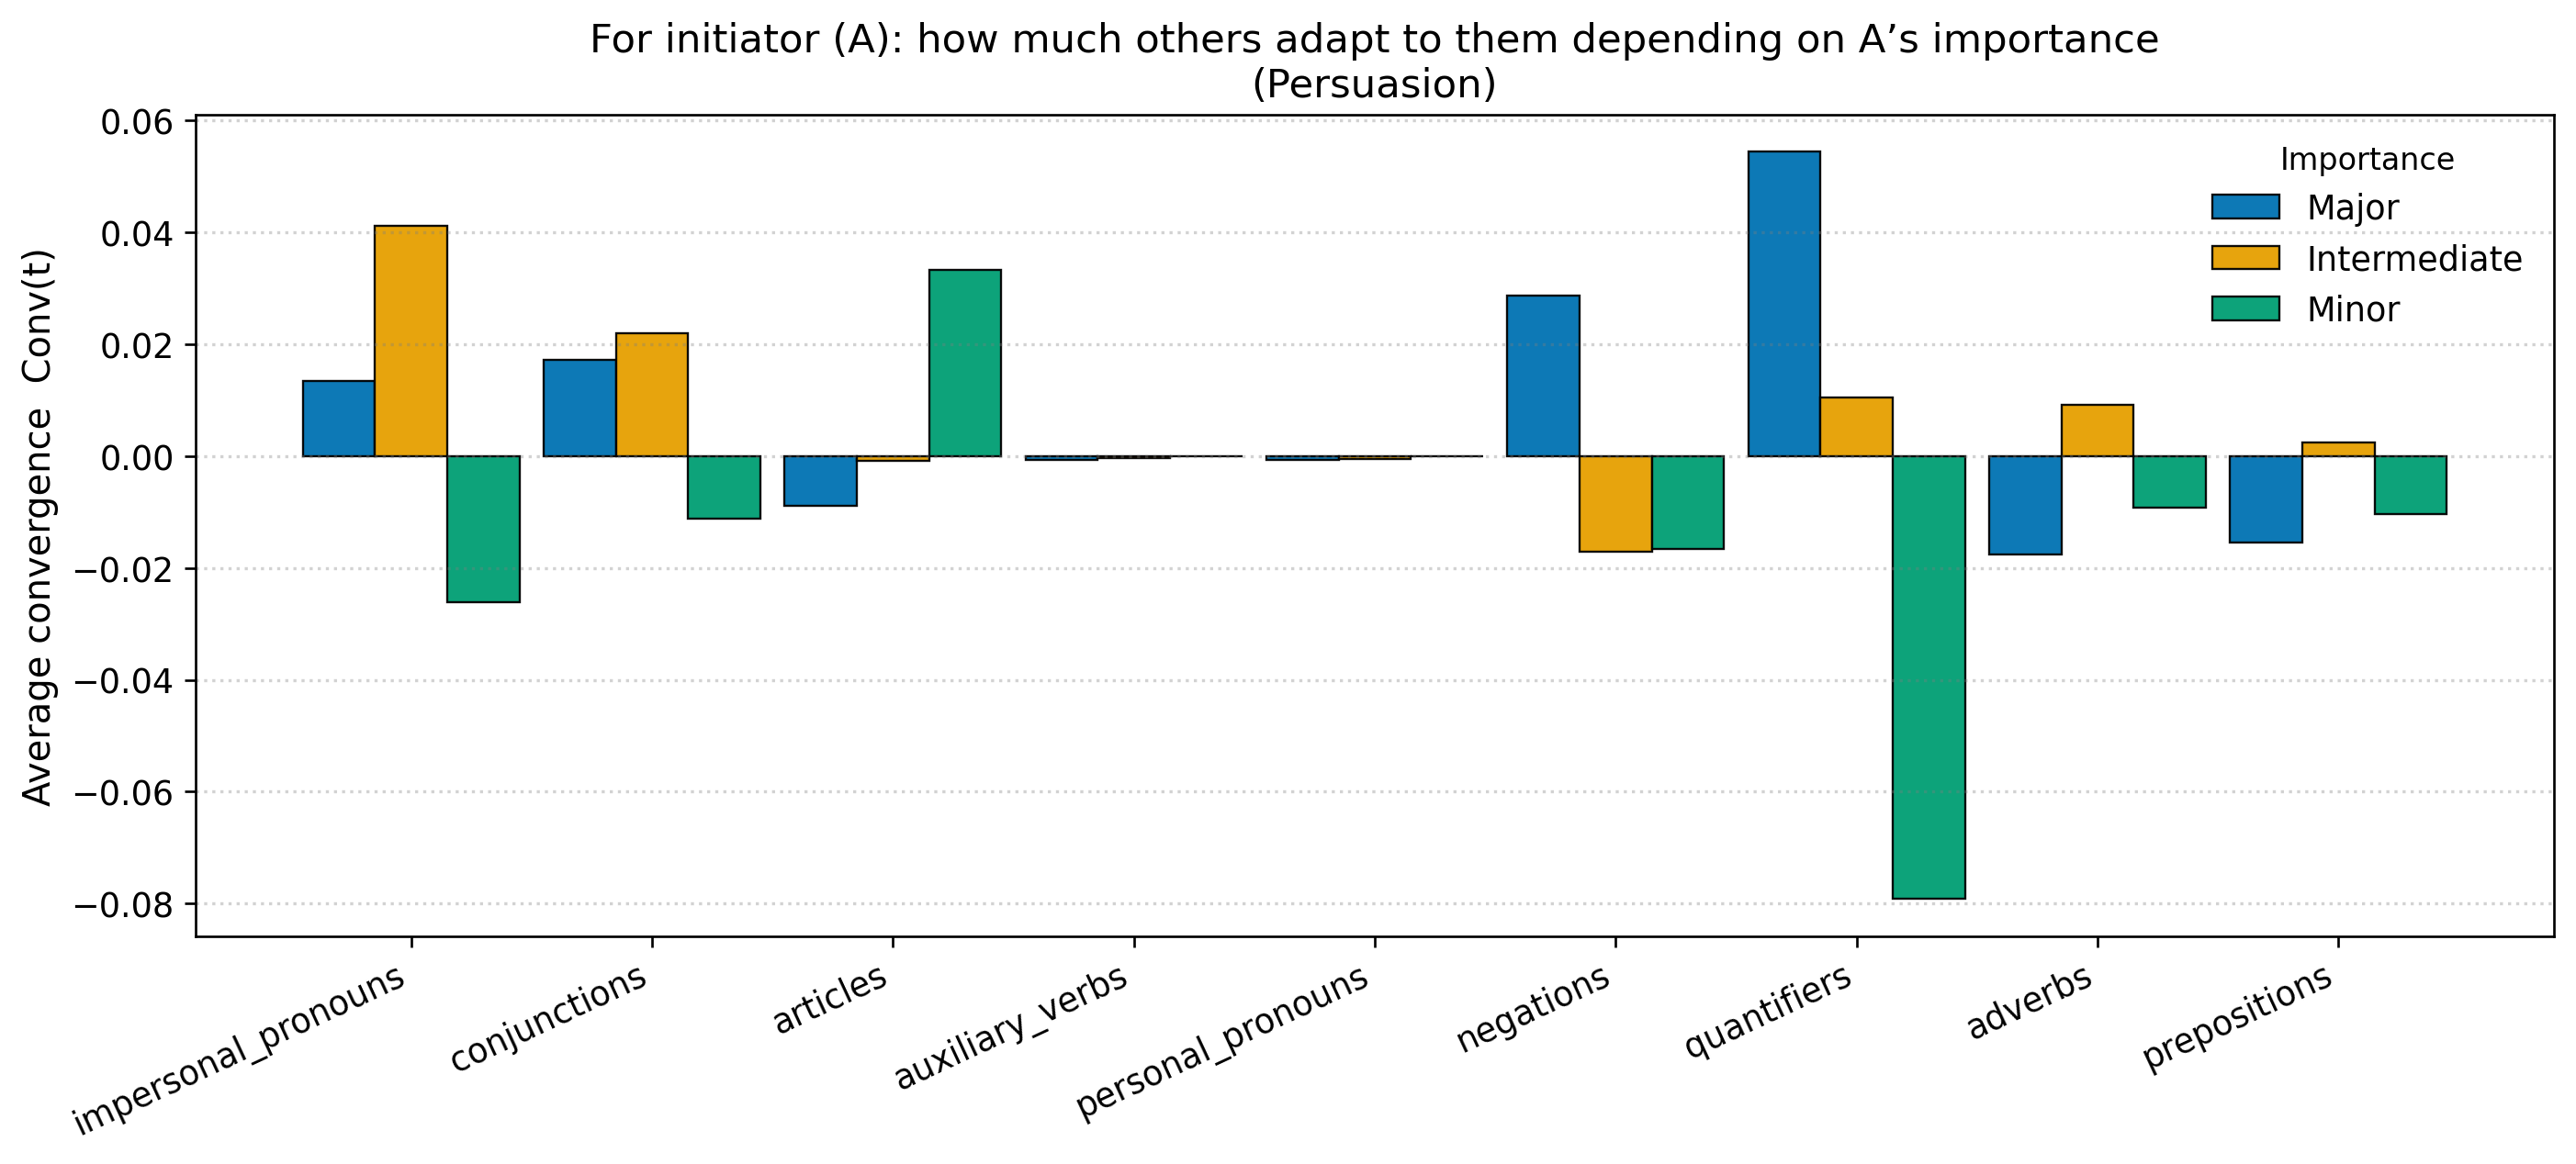 For initiator (A): how much others adapt to them depending on A’s importance
(Persuasion)
Average convergence  Conv(t)
0.06
0.04
0.02
0.00
−0.02
−0.04
−0.06
−0.08
Importance
Major
Intermediate
Minor
impersonal_pronouns
conjunctions
articles
auxiliary_verbs
personal_pronouns
negations
quantifiers
adverbs
prepositions